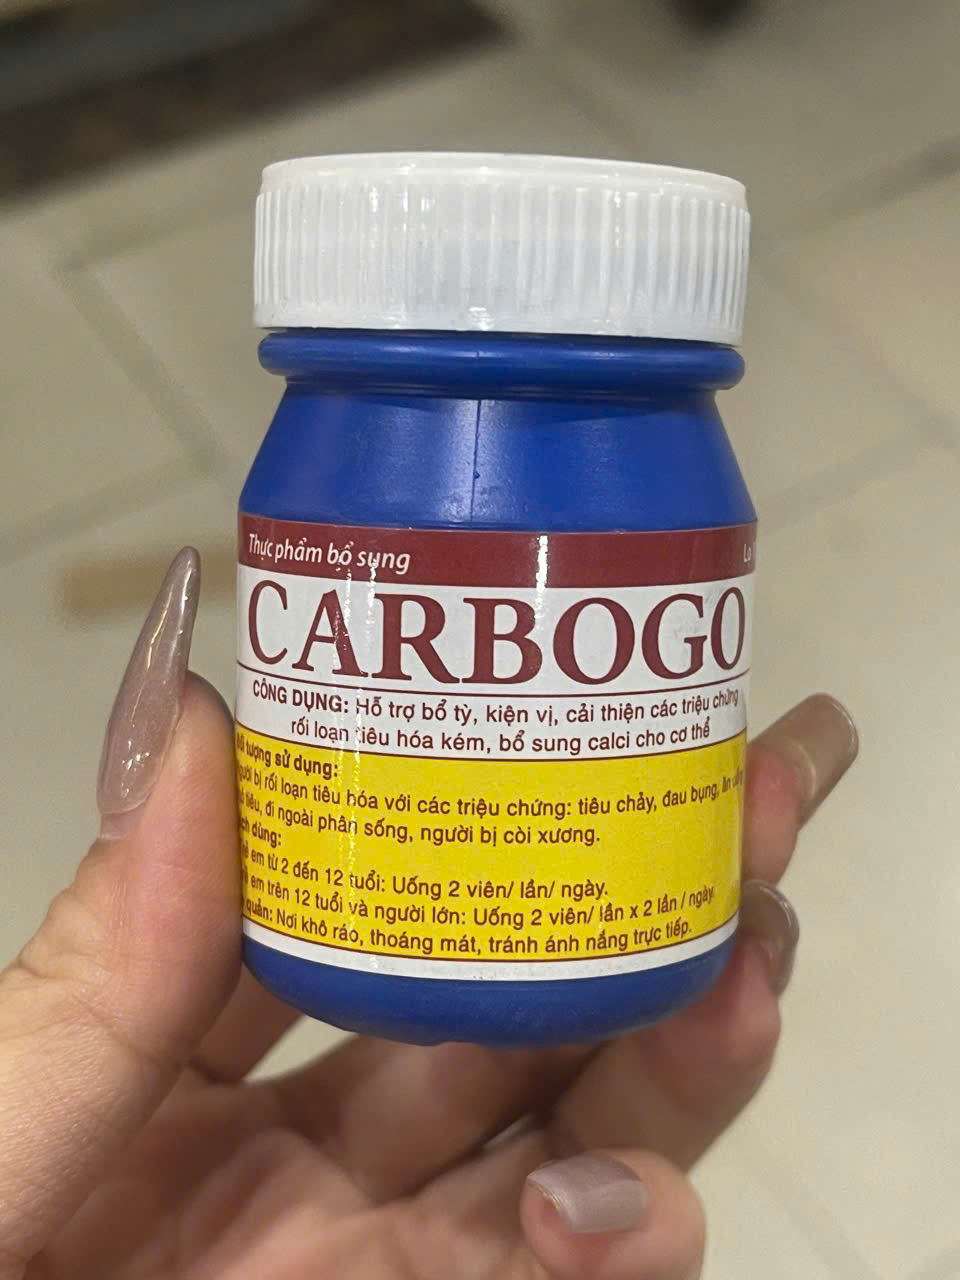 Thực phẩm bổ sung
CARBOGO
CÔNG DỤNG: Hỗ trợ bổ tỳ, kiện vị, cải thiện các triệu chứng
rối loạn tiêu hóa kém, bổ sung calci cho cơ thể
tượng sử dụng:
bị rối loạn tiêu hóa với các triệu chứng: tiêu chảy, đau bụng, ăn
tiêu, đi ngoài phân sống, người bị còi xương.
dùng:
em từ 2 đến 12 tuổi: Uống 2 viên/ lần/ ngày.
em trên 12 tuổi và người lớn: Uống 2 viên/ lần x 2 lần / ngày
quản: Nơi khô ráo, thoáng mát, tránh ánh nắng trực tiếp.